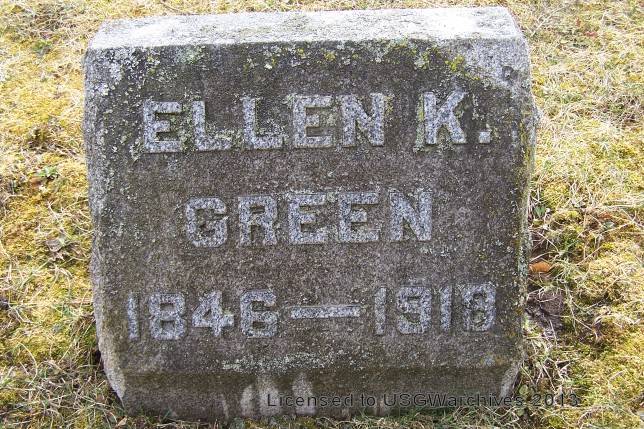 ELLEN K.
GREEN
1846—1918
Licensed to USGWarchives 2013